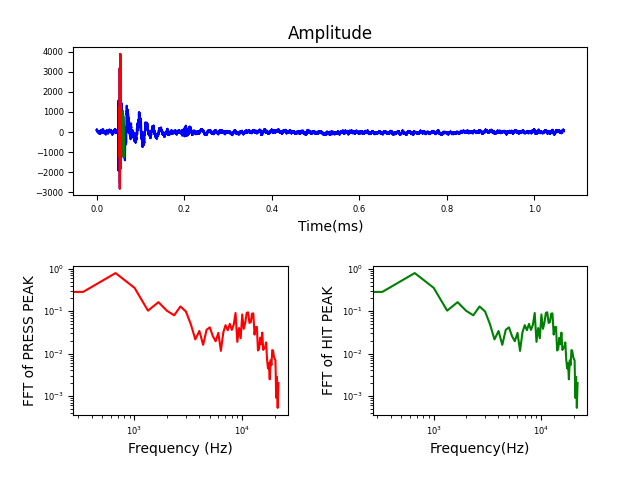 Amplitude
4000
3000
2000
1000
0
−1000
−2000
−3000
0.0 0.2 0.4 0.6 0.8 1.0
Time(ms)
FFT of PRESS PEAK
10⁰
10⁻¹
10⁻²
10⁻³
10³ 10⁴
Frequency (Hz)
FFT of HIT PEAK
10⁰
10⁻¹
10⁻²
10⁻³
10³ 10⁴
Frequency(Hz)